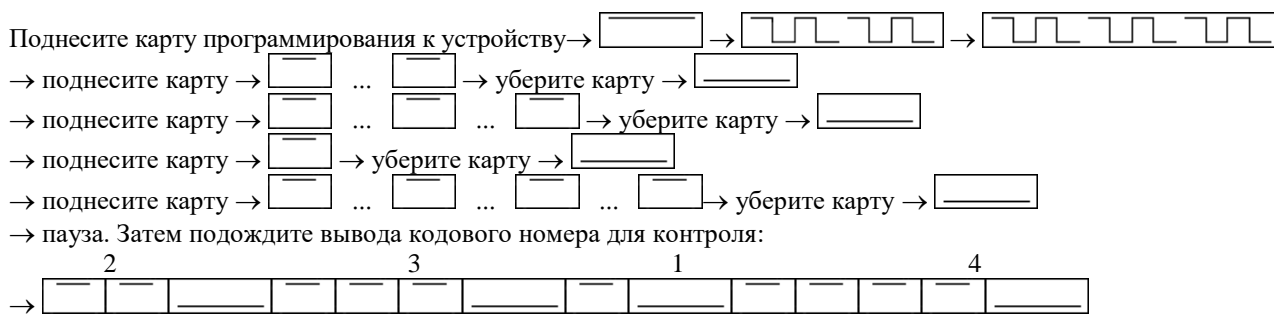 Поднесите карту программирования к устройству→ → →
→ поднесите карту → ... → уберите карту →
→ поднесите карту → ... ... → уберите карту →
→ поднесите карту → → уберите карту →
→ поднесите карту → ... ... ... → уберите карту →
→ пауза. Затем подождите вывода кодового номера для контроля:
2 3 1 4
→